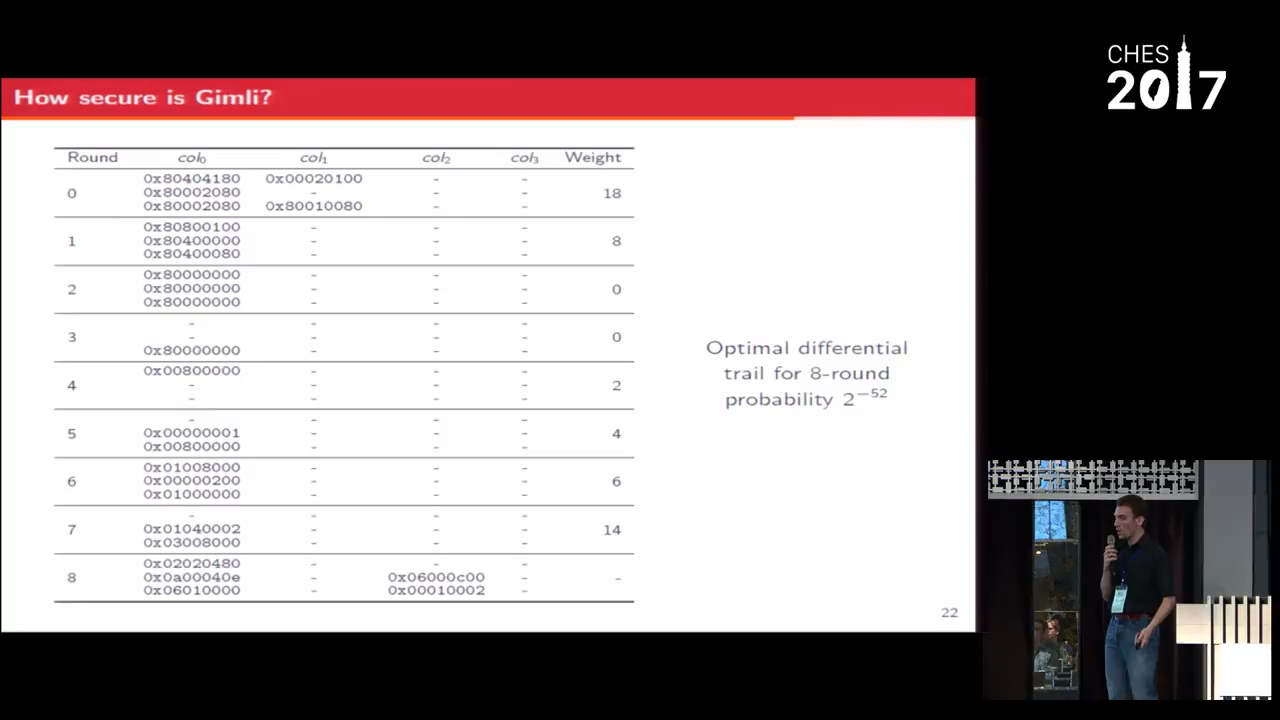 CHES
2017
How secure is Gimli?
Round col₀ col₁ col₂ col₃ Weight
0x80404180 0x00020100 - -
0 0x80002080 - - - 18
0x80002080 0x80010080 - -
0x80800100 - - -
1 0x80400000 - - - 8
0x80400080 - - -
0x80000000 - - -
2 0x80000000 - - - 0
0x80000000 - - -
- - - -
3 - - - - 0
0x80000000 - - -
0x00800000 - - -
4 - - - - 2
- - - -
- - - -
5 0x00000001 - - - 4
0x00800000 - - -
0x01008000 - - -
6 0x00000200 - - - 6
0x01000000 - - -
- - - -
7 0x01040002 - - - 14
0x03008000 - - -
0x02020480 - - -
8 0x0a00040e - 0x06000c00 - -
0x06010000 - 0x00010002 -
Optimal differential
trail for 8-round
probability 2⁻⁵²
22